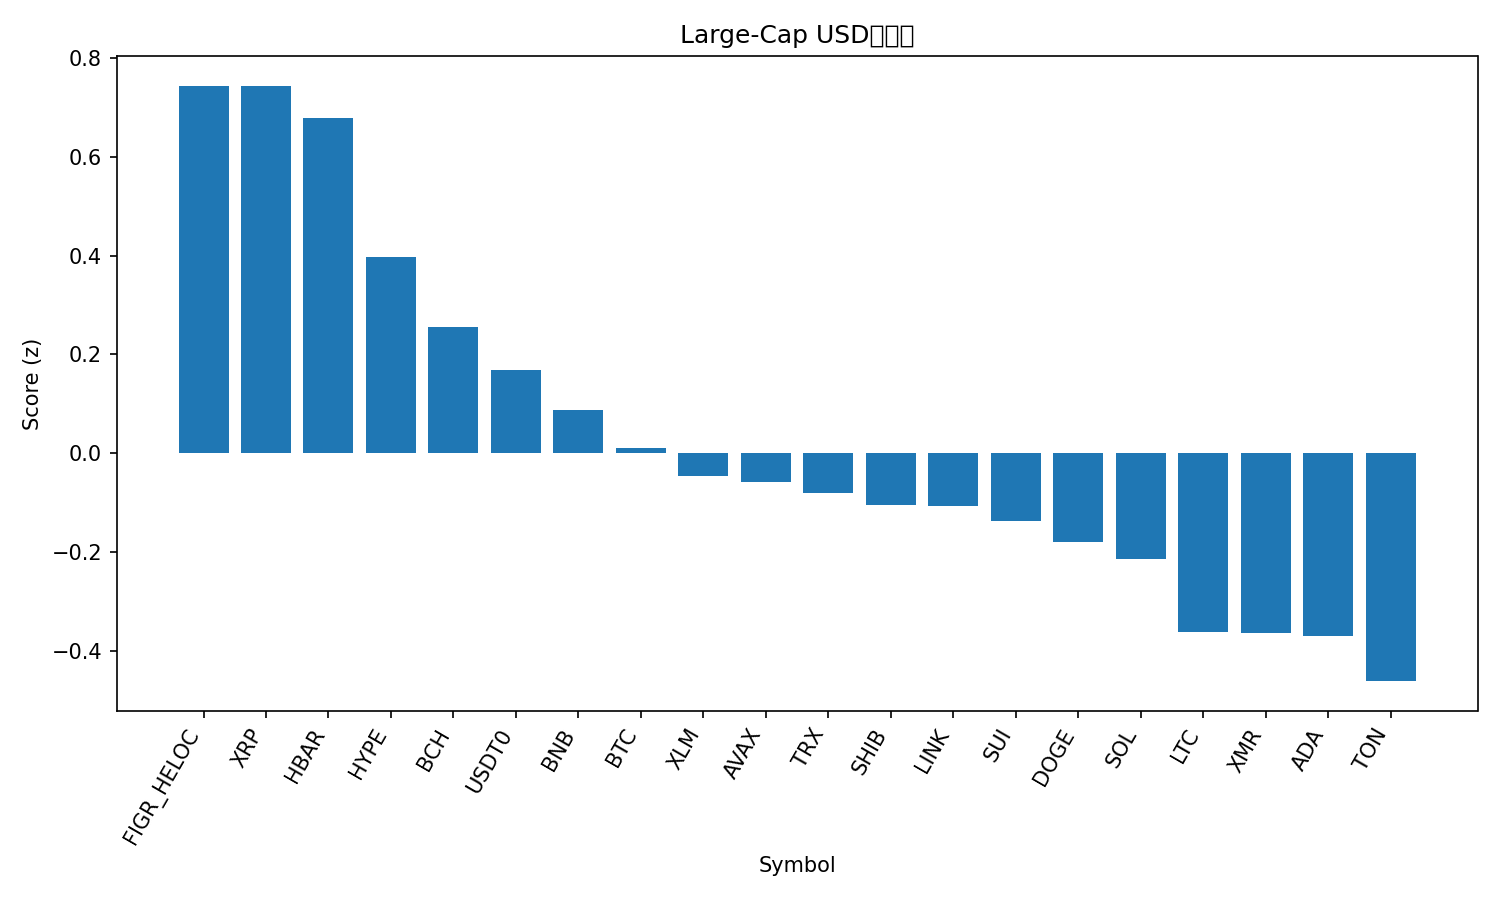 Large-Cap USD
0.8
0.6
0.4
0.2
0.0
−0.2
−0.4
Score (z)
FIGR_HELOC
XRP
HBAR
HYPE
BCH
USDT0
BNB
BTC
XLM
AVAX
TRX
SHIB
LINK
SUI
DOGE
SOL
LTC
XMR
ADA
TON
Symbol